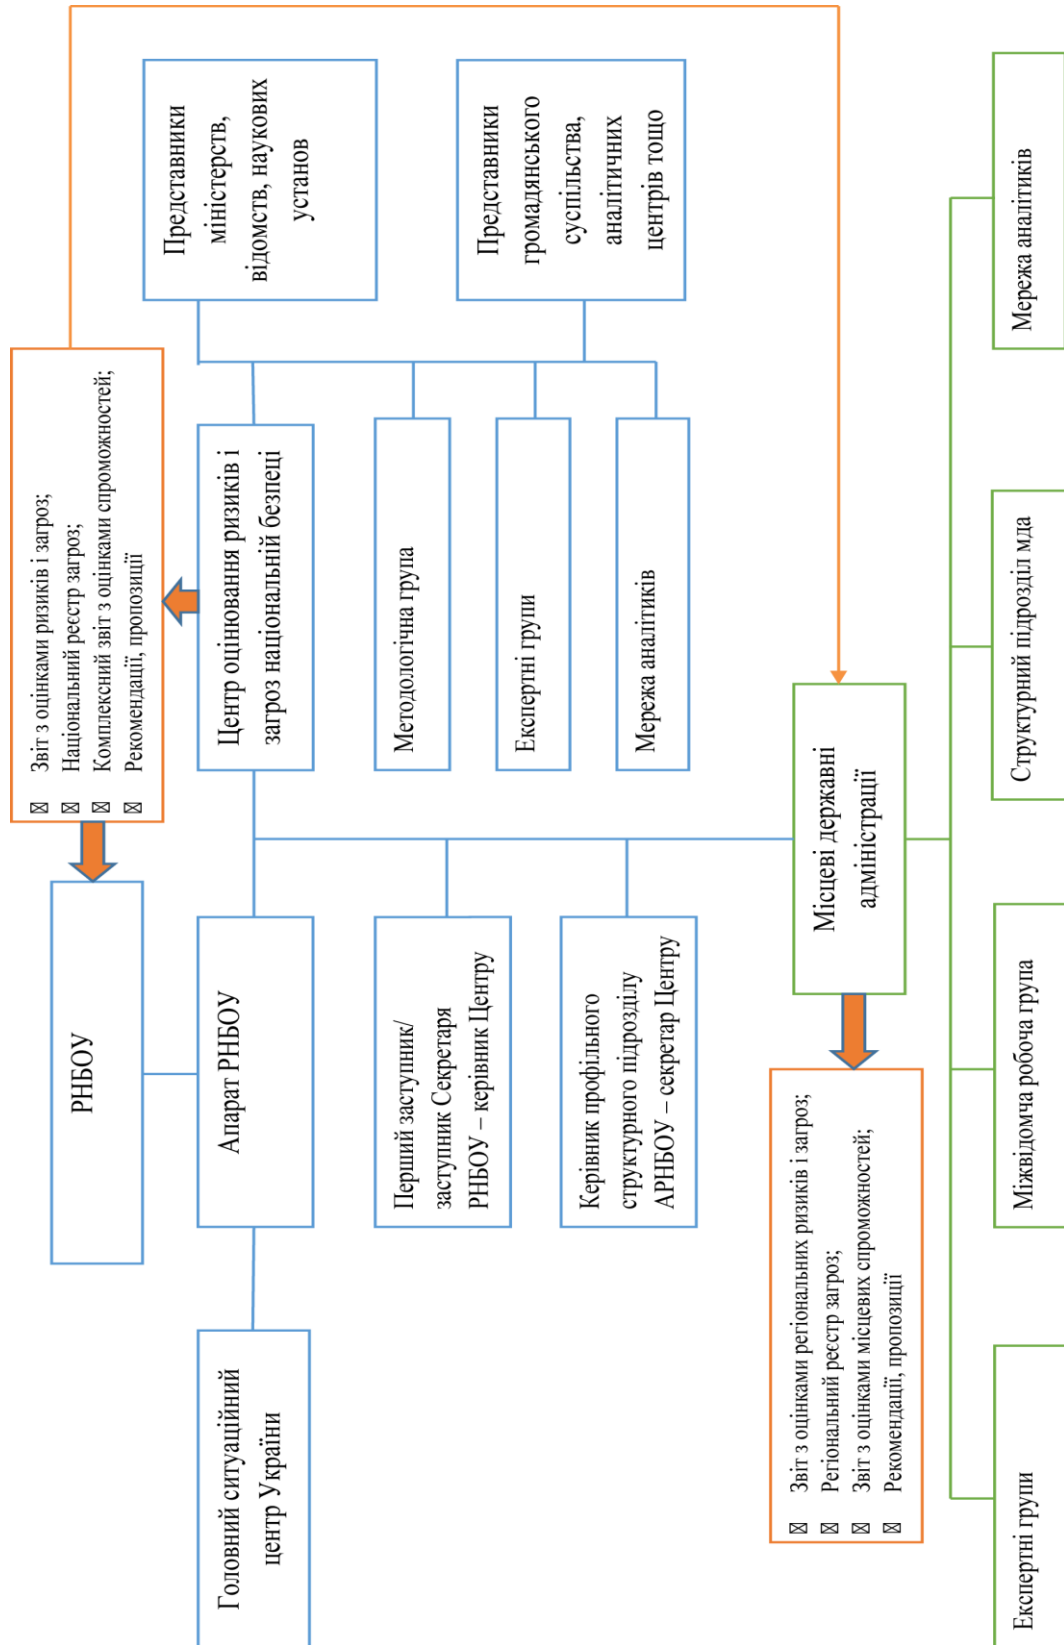 РНБОУ
☒ Звіт з оцінками ризиків і загроз;
☒ Національний реєстр загроз;
☒ Комплексний звіт з оцінками спроможностей;
☒ Рекомендації, пропозиції
Головний ситуаційний
центр України
Апарат РНБОУ
Центр оцінювання ризиків і
загроз національній безпеці
Представники
міністерств,
відомств, наукових
установ
Перший заступник/
заступник Секретаря
РНБОУ – керівник Центру
Методологічна група
Представники
громадянського
суспільства,
аналітичних
центрів тощо
Керівник профільного
структурного підрозділу
АРНБОУ – секретар Центру
Експертні групи
Мережа аналітиків
☒ Звіт з оцінками регіональних ризиків і загроз;
☒ Регіональний реєстр загроз;
☒ Звіт з оцінками місцевих спроможностей;
☒ Рекомендації, пропозиції
Місцеві державні
адміністрації
Експертні групи
Міжвідомча робоча група
Структурний підрозділ мда
Мережа аналітиків